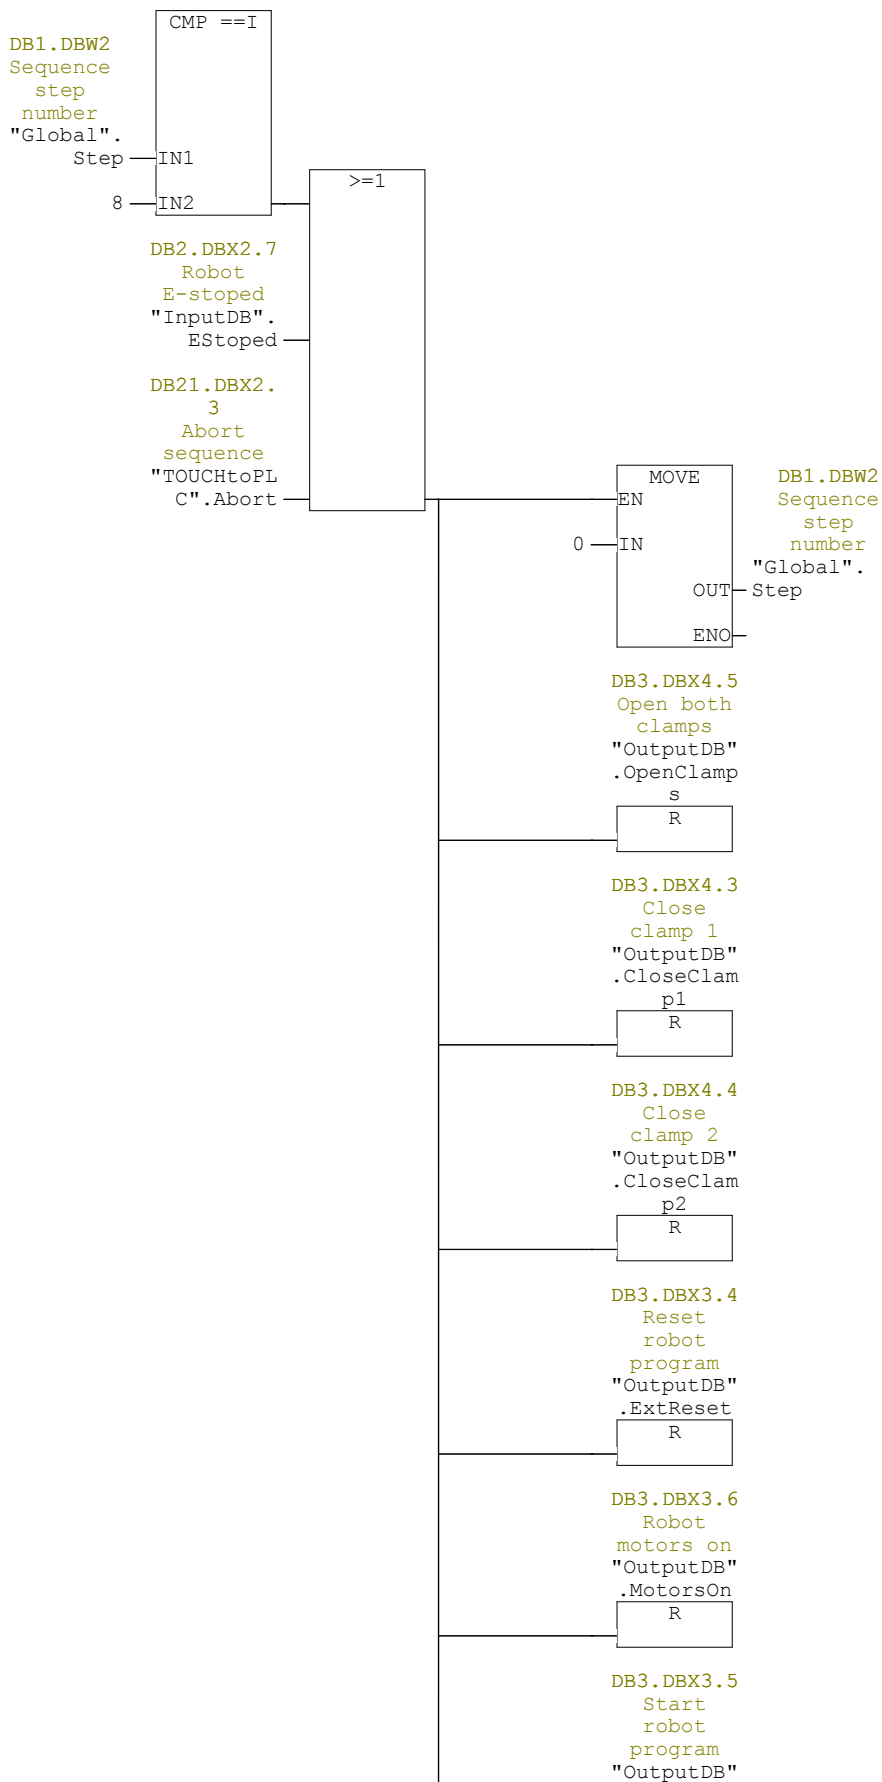 CMP ==I
DB1.DBW2
Sequence
step
number
"Global".
Step
IN1
8
IN2
>=1
DB2.DBX2.7
Robot
E-stoped
"InputDB".
EStoped
DB21.DBX2.
3
Abort
sequence
"TOUCHtoPL
C".Abort
MOVE
EN
0
IN
OUT
ENO
DB1.DBW2
Sequence
step
number
"Global".
Step
DB3.DBX4.5
Open both
clamps
"OutputDB"
.OpenClamp
s
R
DB3.DBX4.3
Close
clamp 1
"OutputDB"
.CloseClam
p1
R
DB3.DBX4.4
Close
clamp 2
"OutputDB"
.CloseClam
p2
R
DB3.DBX3.4
Reset
robot
program
"OutputDB"
.ExtReset
R
DB3.DBX3.6
Robot
motors on
"OutputDB"
.MotorsOn
R
DB3.DBX3.5
Start
robot
program
"OutputDB"